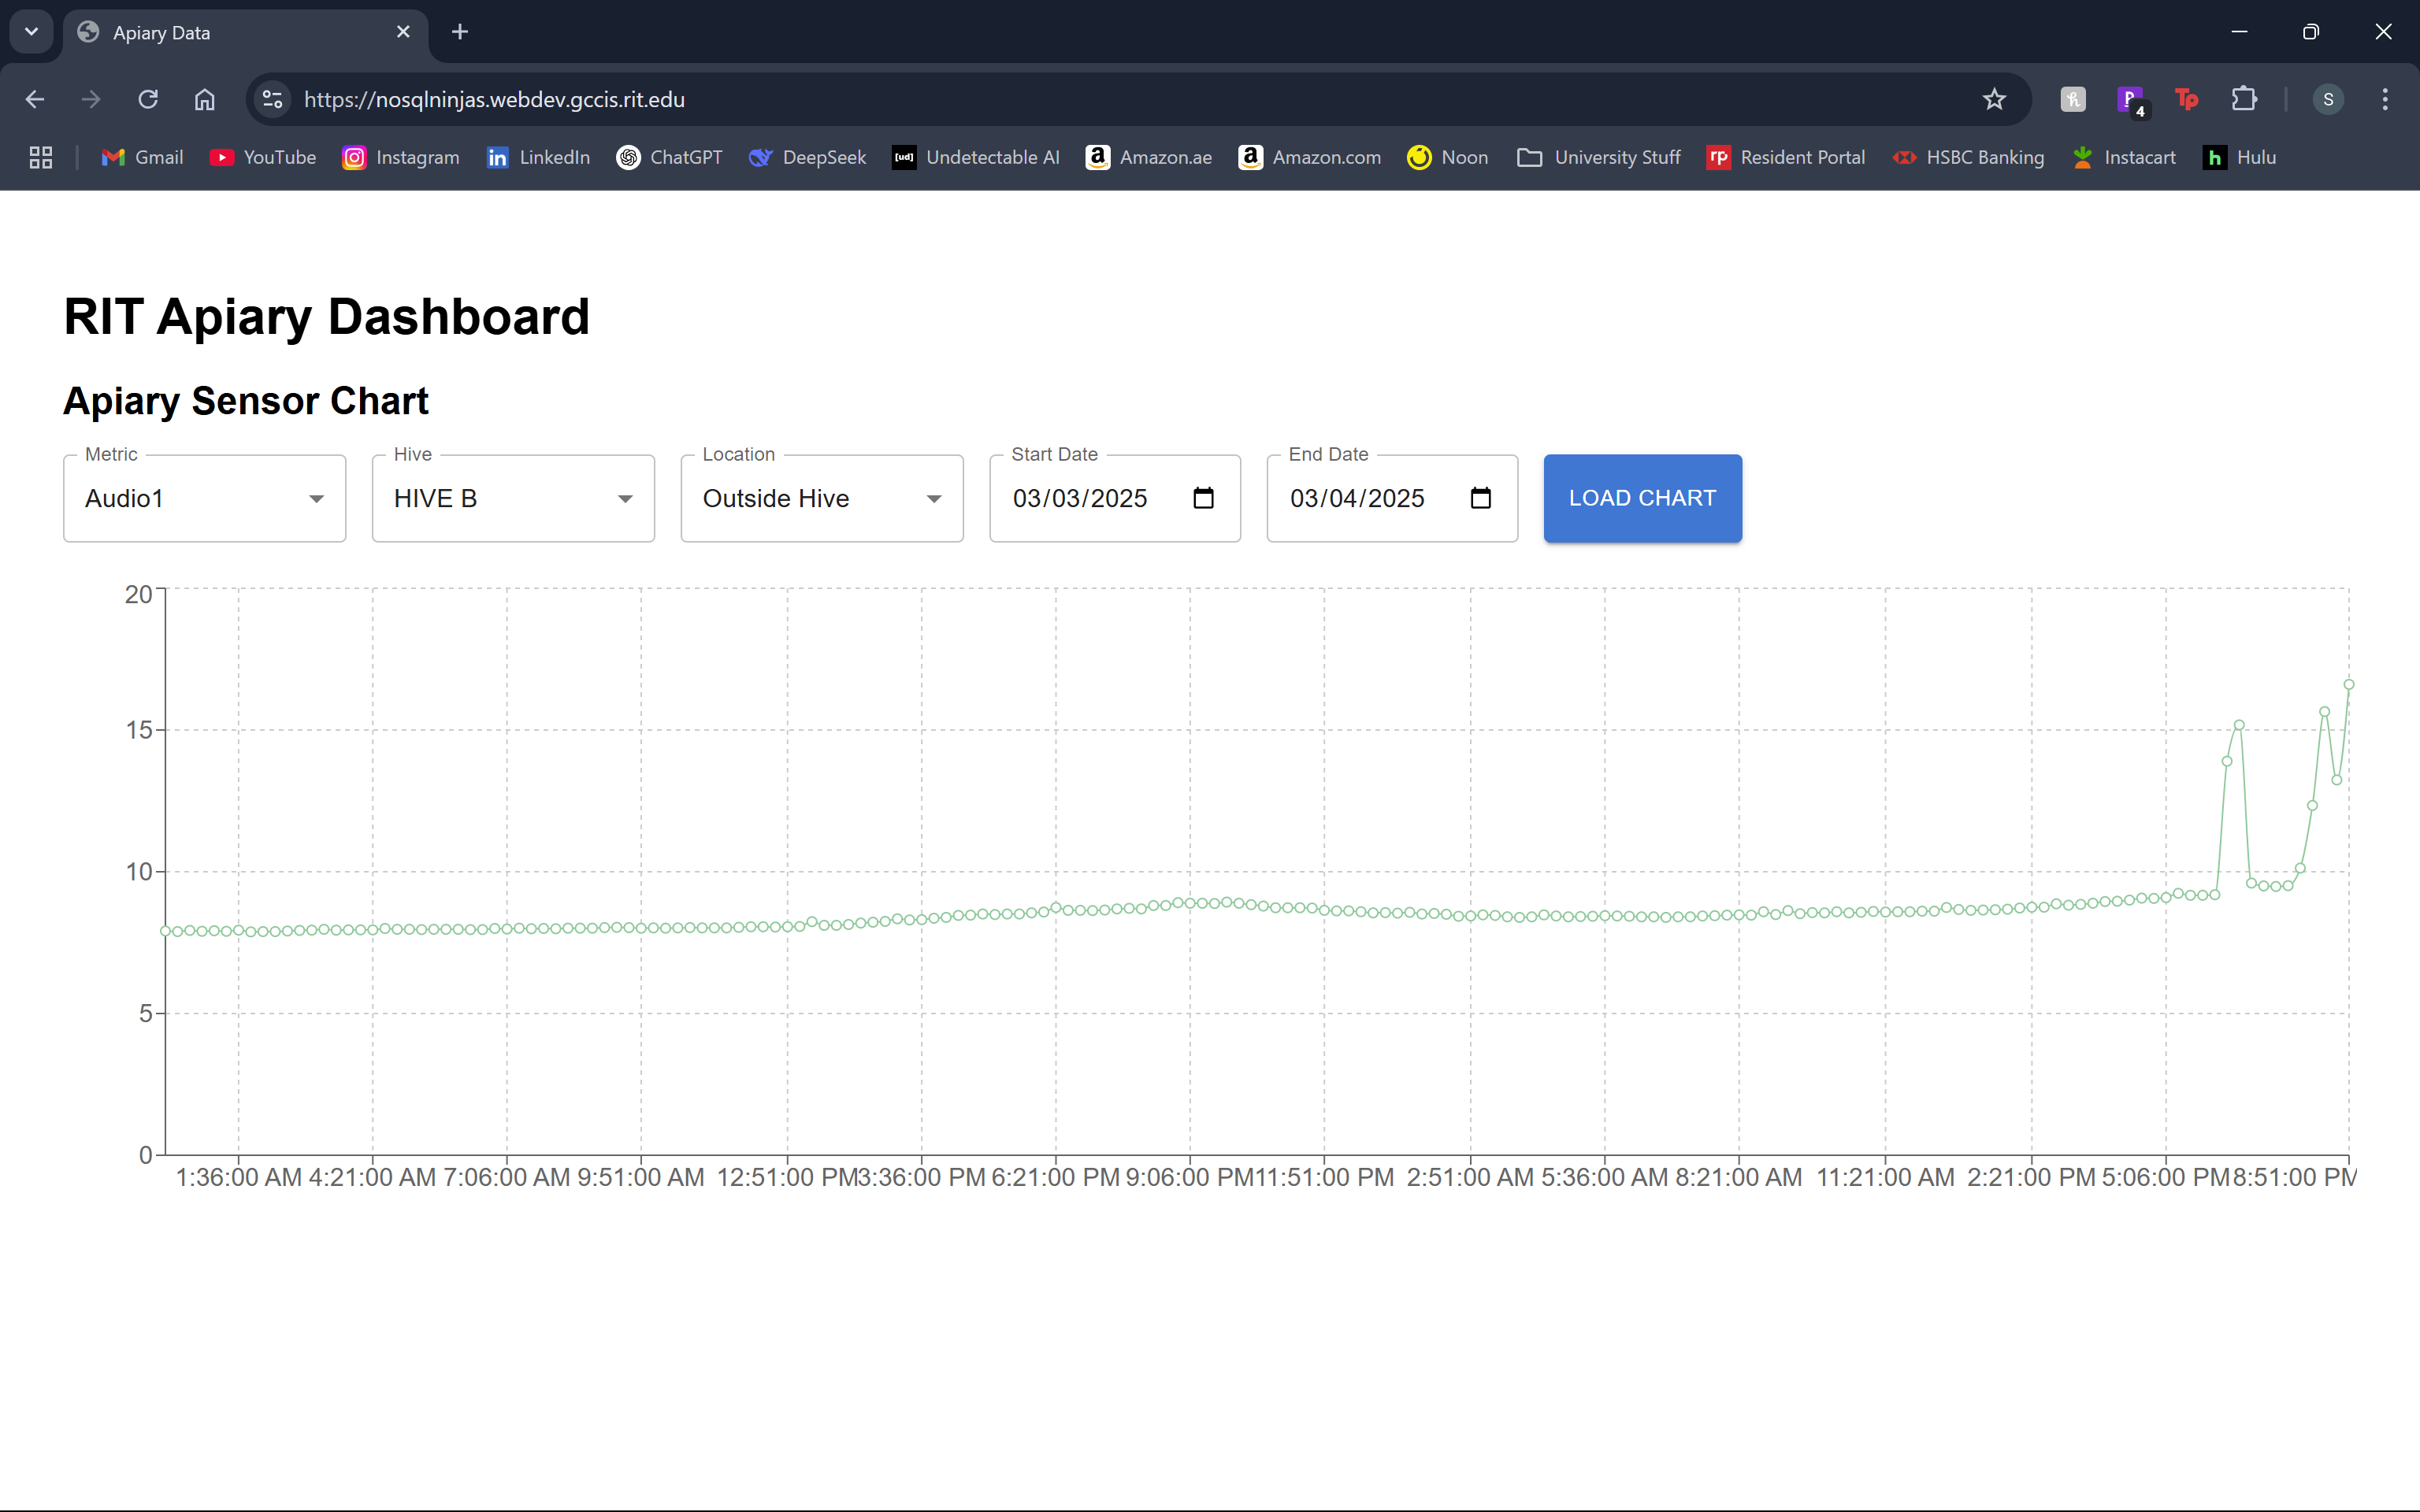 Apiary Data
https://nosqlninjas.webdev.gccis.rit.edu
4
Tp
S
Gmail YouTube Instagram LinkedIn ChatGPT DeepSeek [ud] Undetectable AI a Amazon.ae a Amazon.com Noon University Stuff rp Resident Portal HSBC Banking Instacart h Hulu
RIT Apiary Dashboard
Apiary Sensor Chart
Metric Hive Location Start Date End Date
Audio1 HIVE B Outside Hive 03/03/2025 03/04/2025 LOAD CHART
20
15
10
5
0
1:36:00 AM 4:21:00 AM 7:06:00 AM 9:51:00 AM 12:51:00 PM 3:36:00 PM 6:21:00 PM 9:06:00 PM 11:51:00 PM 2:51:00 AM 5:36:00 AM 8:21:00 AM 11:21:00 AM 2:21:00 PM 5:06:00 PM 8:51:00 PM